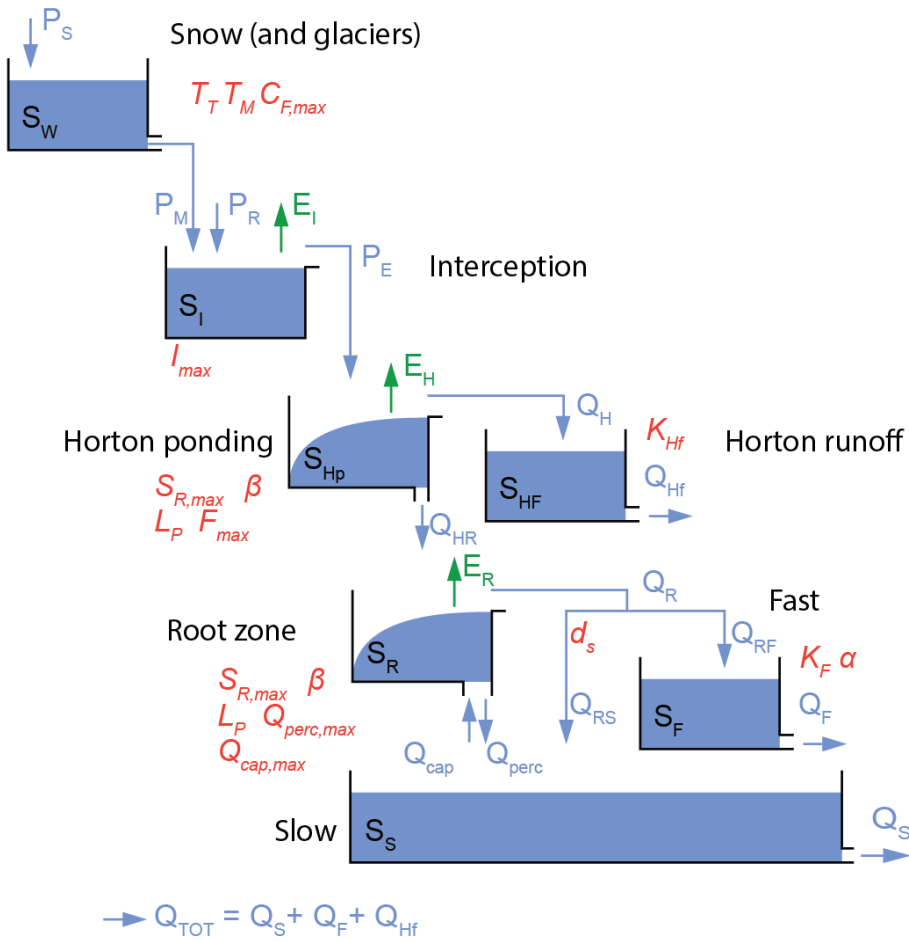 P_S
Snow (and glaciers)
T_T T_M C_F,max
S_W
P_M P_R E_I
P_E
Interception
S_I
I_max
E_H
Q_H
K_Hf
Horton ponding
Horton runoff
S_Hp
S_HF
Q_Hf
S_R,max β
L_P F_max
Q_HR
E_R
Q_R
Fast
Root zone
d_s
Q_RF
S_R
K_F α
S_R,max β
L_P Q_perc,max
Q_RS
S_F
Q_F
Q_cap,max
Q_cap Q_perc
Slow
S_S
Q_S
Q_TOT = Q_S + Q_F + Q_Hf